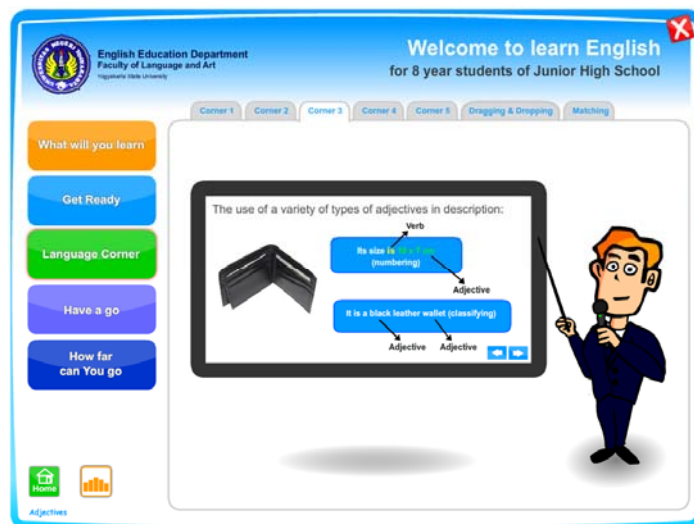 English Education Department
Faculty of Language and Art
Yogyakarta State University
Welcome to learn English
for 8 year students of Junior High School
X
Corner 1
Corner 2
Corner 3
Corner 4
Corner 5
Dragging & Dropping
Matching
What will you learn
Get Ready
Language Corner
Have a go
How far
can You go
The use of a variety of types of adjectives in description:
Verb
Its size is
(numbering)
Adjective
It is a black leather wallet (classifying)
Adjective
Adjective
Home
Adjectives